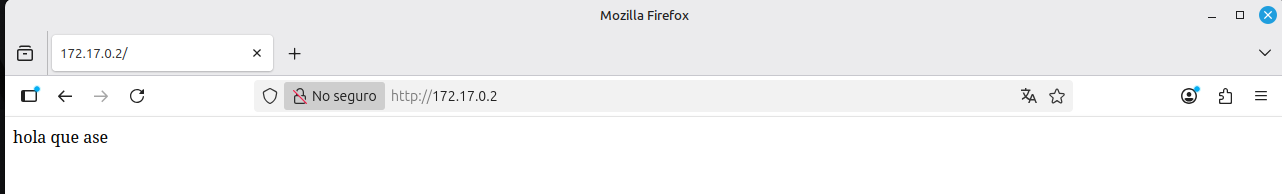 Mozilla Firefox
172.17.0.2/
No seguro http://172.17.0.2
hola que ase